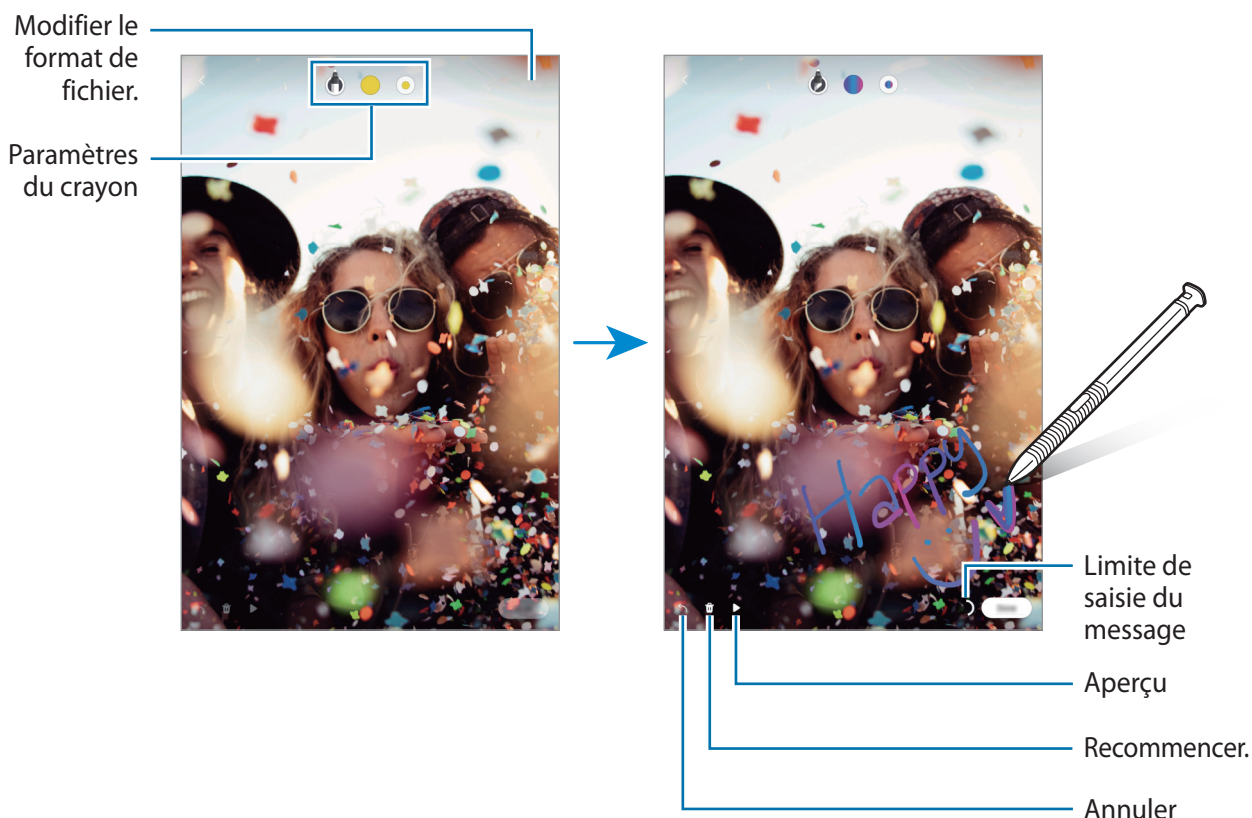 Modifier le
format de
fichier.
Paramètres
du crayon
Happy
Limite de
saisie du
message
Aperçu
Recommencer.
Annuler